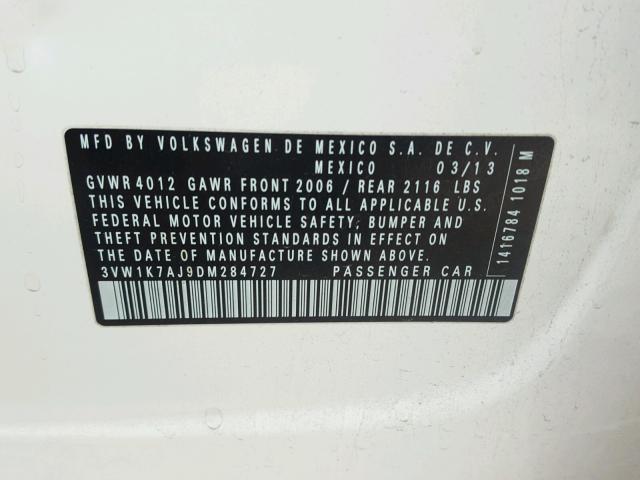 MFD BY VOLKSWAGEN DE MEXICO S.A. DE C.V.
MEXICO 03/13
GVWR 4012 GAWR FRONT 2006 / REAR 2116 LBS
THIS VEHICLE CONFORMS TO ALL APPLICABLE U.S.
FEDERAL MOTOR VEHICLE SAFETY, BUMPER AND
THEFT PREVENTION STANDARDS IN EFFECT ON
THE DATE OF MANUFACTURE SHOWN ABOVE.
3VW1K7AJ9DM284727 PASSENGER CAR
1416784 1018 M